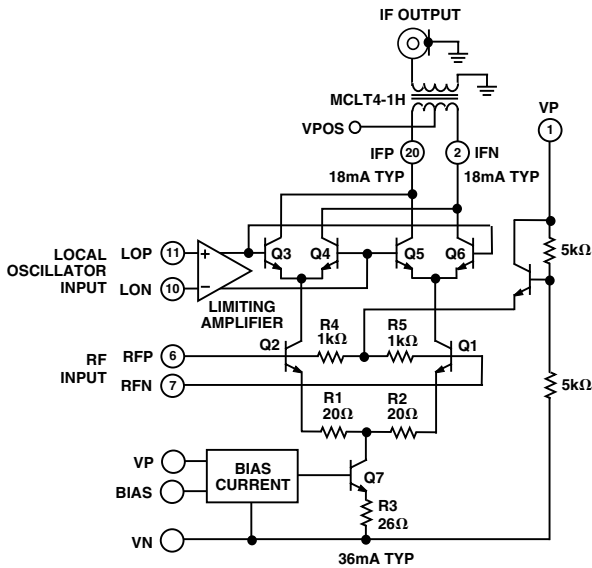 IF OUTPUT
MCLT4-1H
VPOS
VP
1
IFP
20
2
IFN
18mA TYP
18mA TYP
LOCAL
OSCILLATOR
INPUT
LOP
11
LON
10
+
–
LIMITING
AMPLIFIER
Q3
Q4
Q5
Q6
5kΩ
R4
1kΩ
R5
1kΩ
Q2
Q1
RF
INPUT
RFP
6
RFN
7
5kΩ
R1
20Ω
R2
20Ω
VP
BIAS
BIAS
CURRENT
Q7
R3
26Ω
VN
36mA TYP